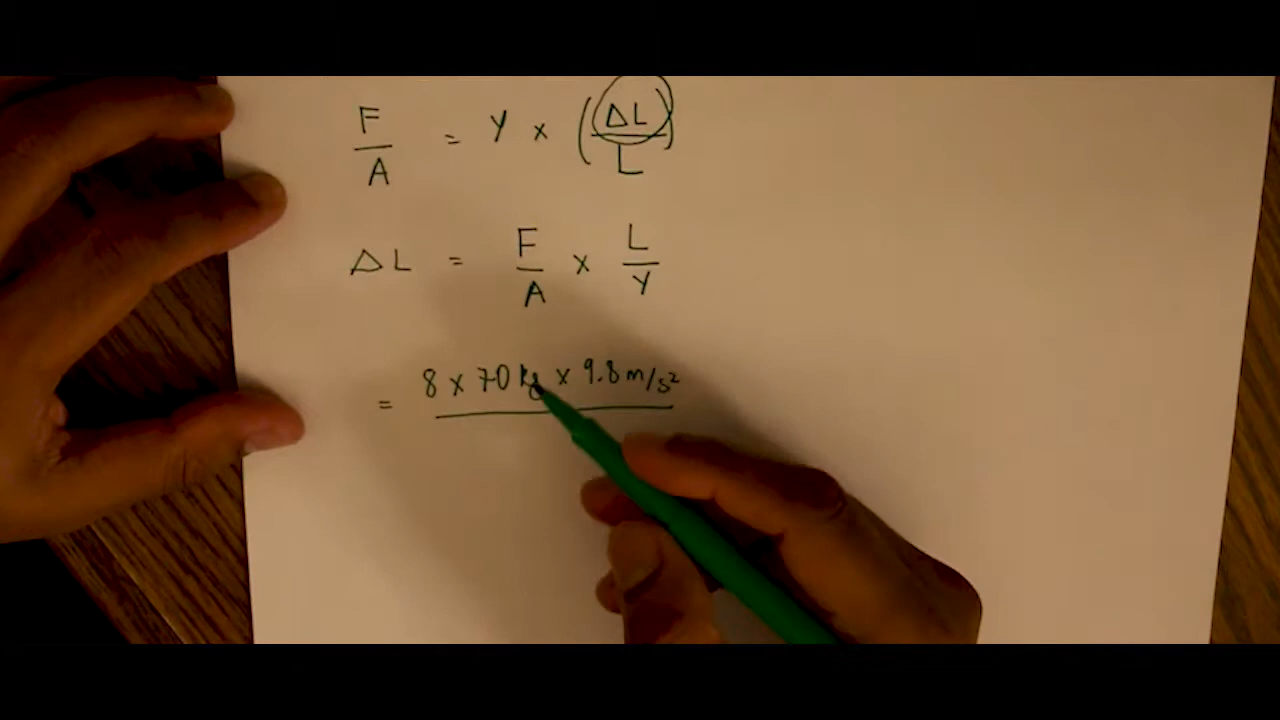 F/A = Y × (ΔL/L)
ΔL = F/A × L/Y
= 8 × 70 kg × 9.8 m/s²